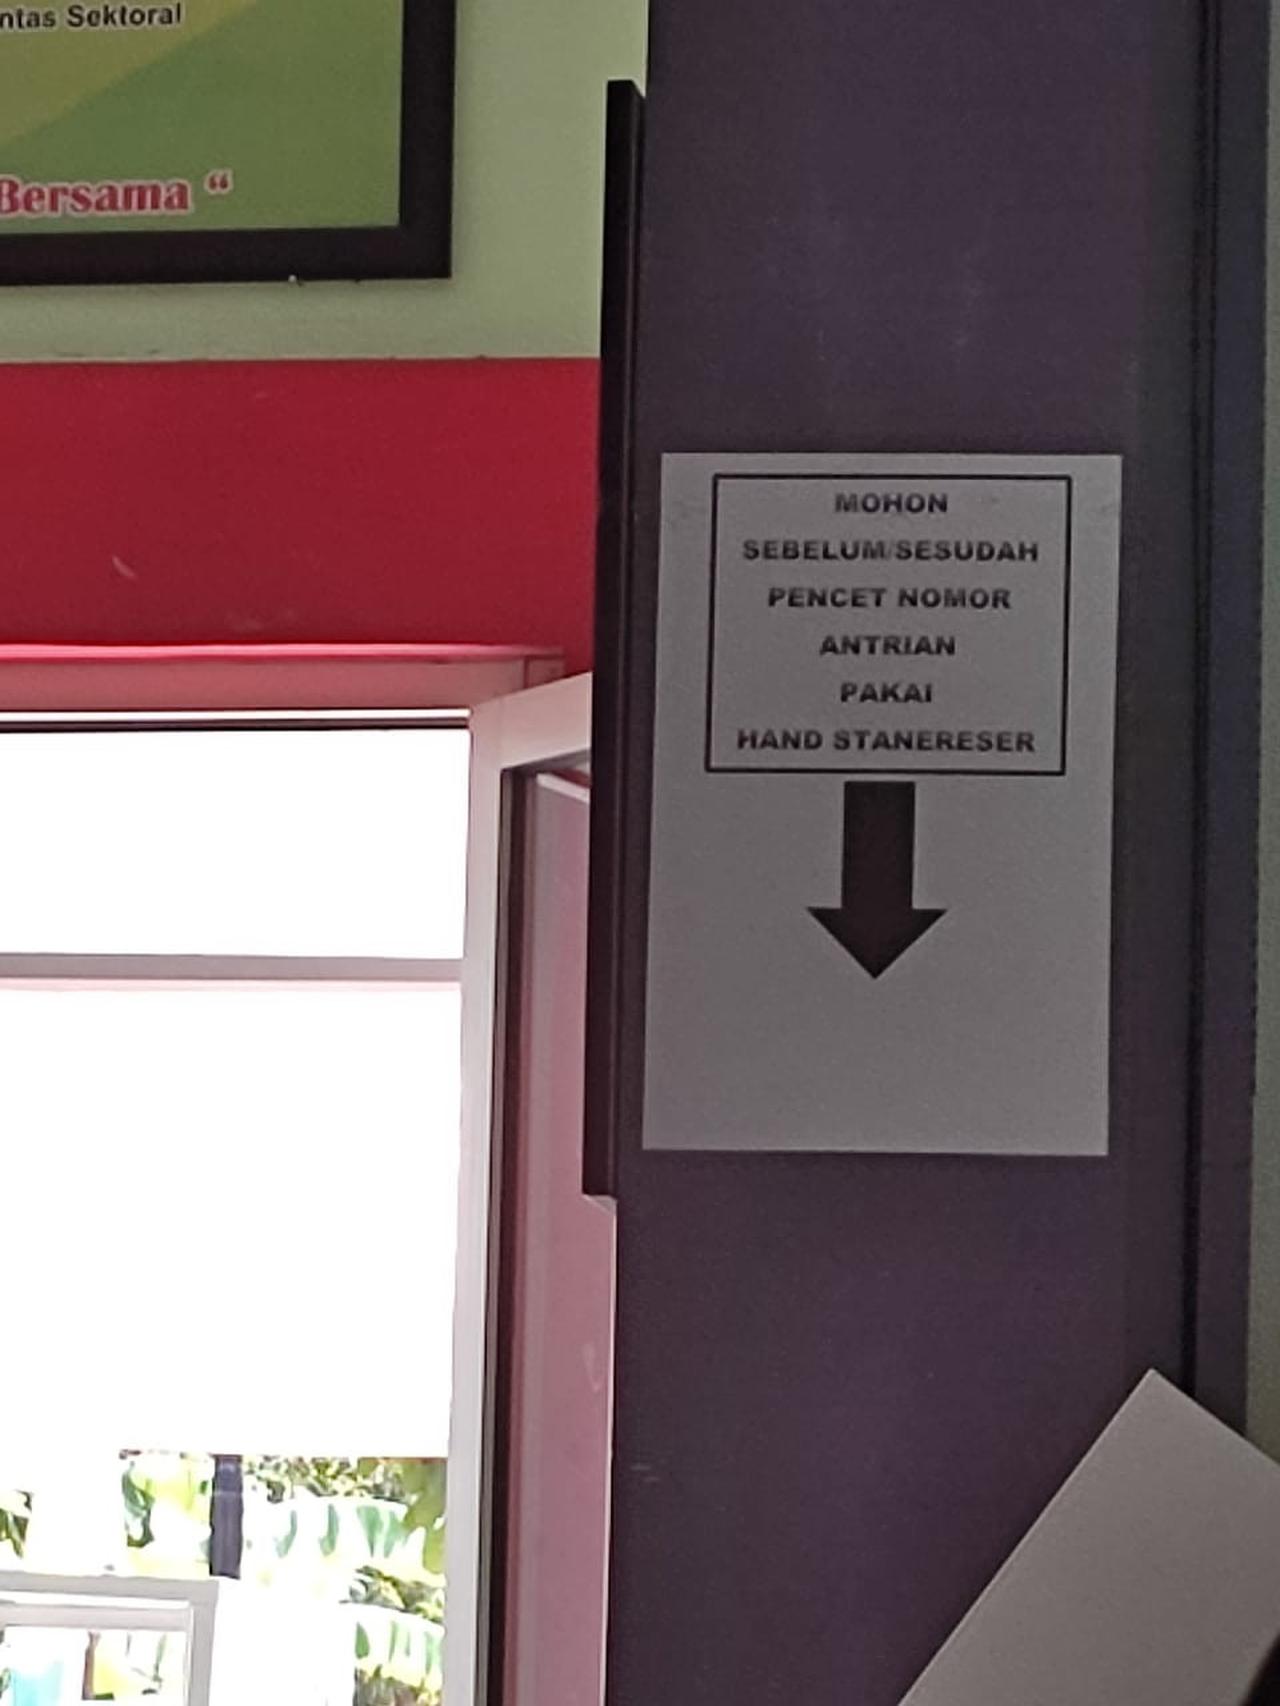 ntas Sektoral
Bersama “
MOHON
SEBELUM/SESUDAH
PENCET NOMOR
ANTRIAN
PAKAI
HAND STANERESER